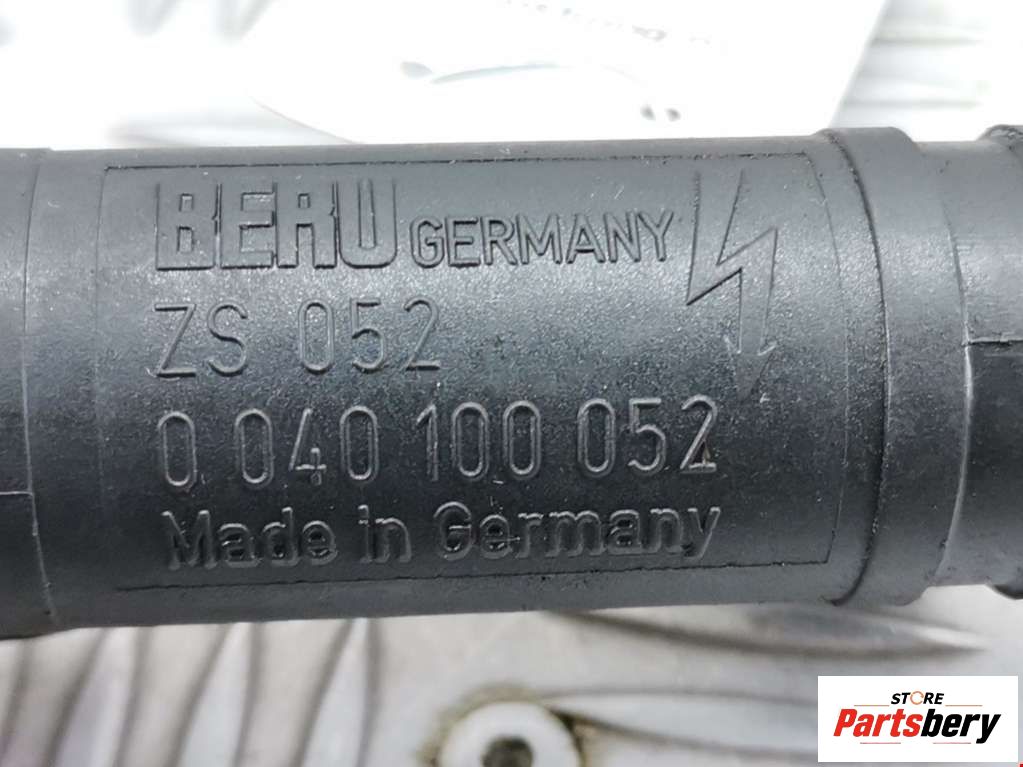 BERU GERMANY
ZS 052
0 040 100 052
Made in Germany
STORE
Partsbery